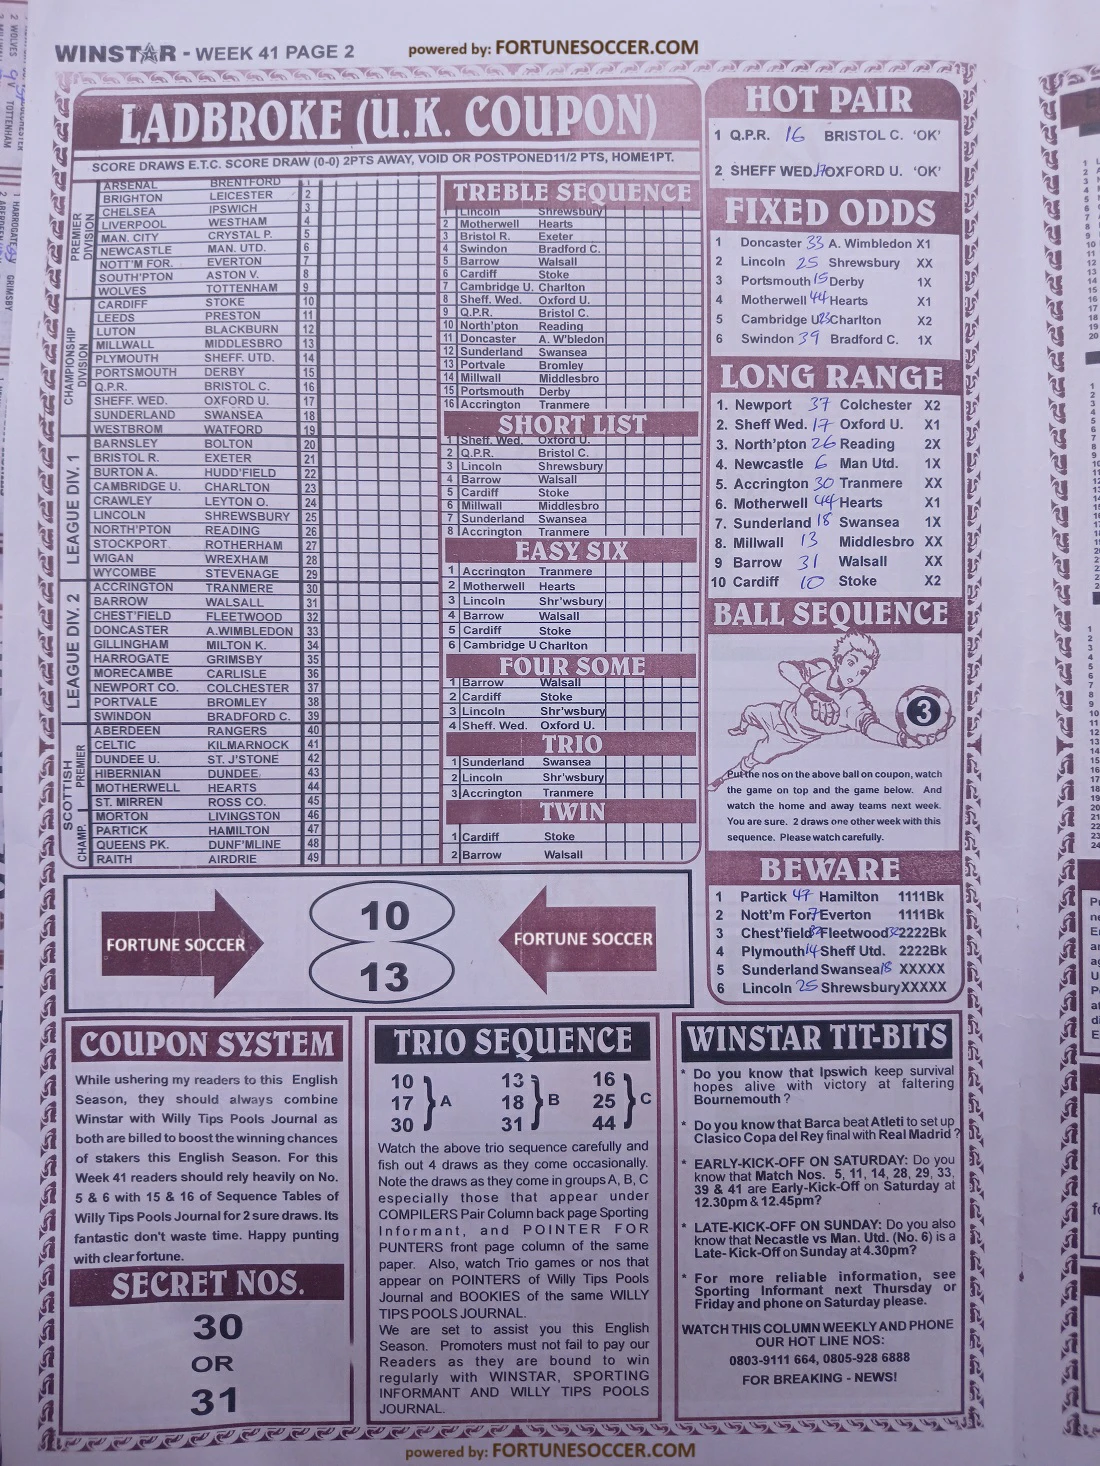 WINSTAR - WEEK 41 PAGE 2
powered by: FORTUNESOCCER.COM
LADBROKE (U.K. COUPON)
SCORE DRAWS E.T.C. SCORE DRAW (0-0) 2PTS AWAY, VOID OR POSTPONED11/2 PTS, HOME1PT.
PREMIER DIVISION
ARSENAL BRENTFORD 1
BRIGHTON LEICESTER 2
CHELSEA IPSWICH 3
LIVERPOOL WESTHAM 4
MAN. CITY CRYSTAL P. 5
NEWCASTLE MAN. UTD. 6
NOTT'M FOR. EVERTON 7
SOUTH'PTON ASTON V. 8
WOLVES TOTTENHAM 9
CHAMPIONSHIP DIVISION
CARDIFF STOKE 10
LEEDS PRESTON 11
LUTON BLACKBURN 12
MILLWALL MIDDLESBRO 13
PLYMOUTH SHEFF. UTD. 14
PORTSMOUTH DERBY 15
Q.P.R. BRISTOL C. 16
SHEFF. WED. OXFORD U. 17
SUNDERLAND SWANSEA 18
WESTBROM WATFORD 19
LEAGUE DIV. 1
BARNSLEY BOLTON 20
BRISTOL R. EXETER 21
BURTON A. HUDD'FIELD 22
CAMBRIDGE U. CHARLTON 23
CRAWLEY LEYTON O. 24
LINCOLN SHREWSBURY 25
NORTH'PTON READING 26
STOCKPORT. ROTHERHAM 27
WIGAN WREXHAM 28
WYCOMBE STEVENAGE 29
LEAGUE DIV. 2
ACCRINGTON TRANMERE 30
BARROW WALSALL 31
CHEST'FIELD FLEETWOOD 32
DONCASTER A.WIMBLEDON 33
GILLINGHAM MILTON K. 34
HARROGATE GRIMSBY 35
MORECAMBE CARLISLE 36
NEWPORT CO. COLCHESTER 37
PORTVALE BROMLEY 38
SWINDON BRADFORD C. 39
SCOTTISH
PREMIER
ABERDEEN RANGERS 40
CELTIC KILMARNOCK 41
DUNDEE U. ST. J'STONE 42
HIBERNIAN DUNDEE 43
MOTHERWELL HEARTS 44
ST. MIRREN ROSS CO. 45
CHAMP.
MORTON LIVINGSTON 46
PARTICK HAMILTON 47
QUEENS PK. DUNF'MLINE 48
RAITH AIRDRIE 49
TREBLE SEQUENCE
1 Lincoln Shrewsbury
2 Motherwell Hearts
3 Bristol R. Exeter
4 Swindon Bradford C.
5 Barrow Walsall
6 Cardiff Stoke
7 Cambridge U. Charlton
8 Sheff. Wed. Oxford U.
9 Q.P.R. Bristol C.
10 North'pton Reading
11 Doncaster A. W'bledon
12 Sunderland Swansea
13 Portvale Bromley
14 Millwall Middlesbro
15 Portsmouth Derby
16 Accrington Tranmere
SHORT LIST
1 Sheff. Wed. Oxford U.
2 Q.P.R. Bristol C.
3 Lincoln Shrewsbury
4 Barrow Walsall
5 Cardiff Stoke
6 Millwall Middlesbro
7 Sunderland Swansea
8 Accrington Tranmere
EASY SIX
1 Accrington Tranmere
2 Motherwell Hearts
3 Lincoln Shr'wsbury
4 Barrow Walsall
5 Cardiff Stoke
6 Cambridge U Charlton
FOUR SOME
1 Barrow Walsall
2 Cardiff Stoke
3 Lincoln Shr'wsbury
4 Sheff. Wed. Oxford U.
TRIO
1 Sunderland Swansea
2 Lincoln Shr'wsbury
3 Accrington Tranmere
TWIN
1 Cardiff Stoke
2 Barrow Walsall
HOT PAIR
1 Q.P.R. 16 BRISTOL C. 'OK'
2 SHEFF WED. 17 OXFORD U. 'OK'
FIXED ODDS
1 Doncaster 33 A. Wimbledon X1
2 Lincoln 25 Shrewsbury XX
3 Portsmouth 15 Derby 1X
4 Motherwell 44 Hearts X1
5 Cambridge U 23 Charlton X2
6 Swindon 39 Bradford C. 1X
LONG RANGE
1. Newport 37 Colchester X2
2. Sheff Wed. 17 Oxford U. X1
3. North'pton 26 Reading 2X
4. Newcastle 6 Man Utd. 1X
5. Accrington 30 Tranmere XX
6. Motherwell 44 Hearts X1
7. Sunderland 18 Swansea 1X
8. Millwall 13 Middlesbro XX
9 Barrow 31 Walsall XX
10 Cardiff 10 Stoke X2
BALL SEQUENCE
3
Put the nos on the above ball on coupon, watch
the game on top and the game below. And
watch the home and away teams next week.
You are sure. 2 draws one other week with this
sequence. Please watch carefully.
BEWARE
1 Partick 47 Hamilton 1111Bk
2 Nott'm For 7 Everton 1111Bk
3 Chest'field 32 Fleetwood 32 2222Bk
4 Plymouth 14 Sheff Utd. 2222Bk
5 Sunderland Swansea 18 XXXXX
6 Lincoln 25 Shrewsbury XXXXX
FORTUNE SOCCER
10
13
FORTUNE SOCCER
COUPON SYSTEM
While ushering my readers to this English
Season, they should always combine
Winstar with Willy Tips Pools Journal as
both are billed to boost the winning chances
of stakers this English Season. For this
Week 41 readers should rely heavily on No.
5 & 6 with 15 & 16 of Sequence Tables of
Willy Tips Pools Journal for 2 sure draws. Its
fantastic don't waste time. Happy punting
with clear fortune.
SECRET NOS.
30
OR
31
TRIO SEQUENCE
10 13 16
17 A 18 B 25 C
30 31 44
Watch the above trio sequence carefully and
fish out 4 draws as they come occasionally.
Note the draws as they come in groups A, B, C
especially those that appear under
COMPILERS Pair Column back page Sporting
Informant, and POINTER FOR
PUNTERS front page column of the same
paper. Also, watch Trio games or nos that
appear on POINTERS of Willy Tips Pools
Journal and BOOKIES of the same WILLY
TIPS POOLS JOURNAL.
We are set to assist you this English
Season. Promoters must not fail to pay our
Readers as they are bound to win
regularly with WINSTAR, SPORTING
INFORMANT AND WILLY TIPS POOLS
JOURNAL.
WINSTAR TIT-BITS
* Do you know that Ipswich keep survival
hopes alive with victory at faltering
Bournemouth ?
* Do you know that Barca beat Atleti to set up
Clasico Copa del Rey final with Real Madrid ?
* EARLY-KICK-OFF ON SATURDAY: Do you
know that Match Nos. 5, 11, 14, 28, 29, 33,
39 & 41 are Early-Kick-Off on Saturday at
12.30pm & 12.45pm?
* LATE-KICK-OFF ON SUNDAY: Do you also
know that Necastle vs Man. Utd. (No. 6) is a
Late- Kick-Off on Sunday at 4.30pm?
* For more reliable information, see
Sporting Informant next Thursday or
Friday and phone on Saturday please.
WATCH THIS COLUMN WEEKLY AND PHONE
OUR HOT LINE NOS:
0803-9111 664, 0805-928 6888
FOR BREAKING - NEWS!
powered by: FORTUNESOCCER.COM